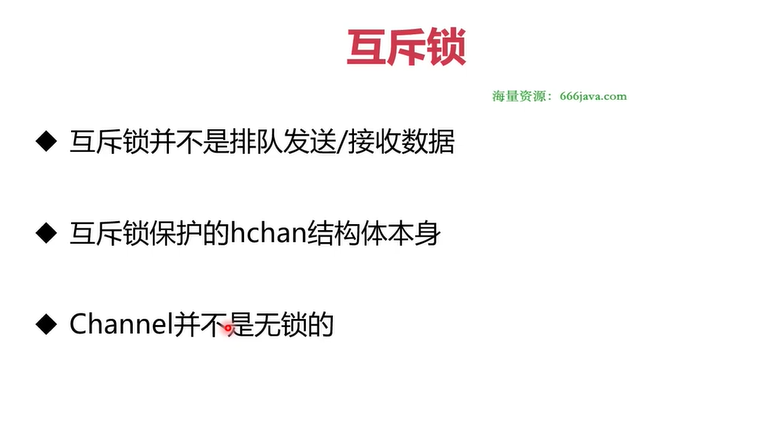 互斥锁
海量资源：666java.com
◆ 互斥锁并不是排队发送/接收数据
◆ 互斥锁保护的hchan结构体本身
◆ Channel并不是无锁的